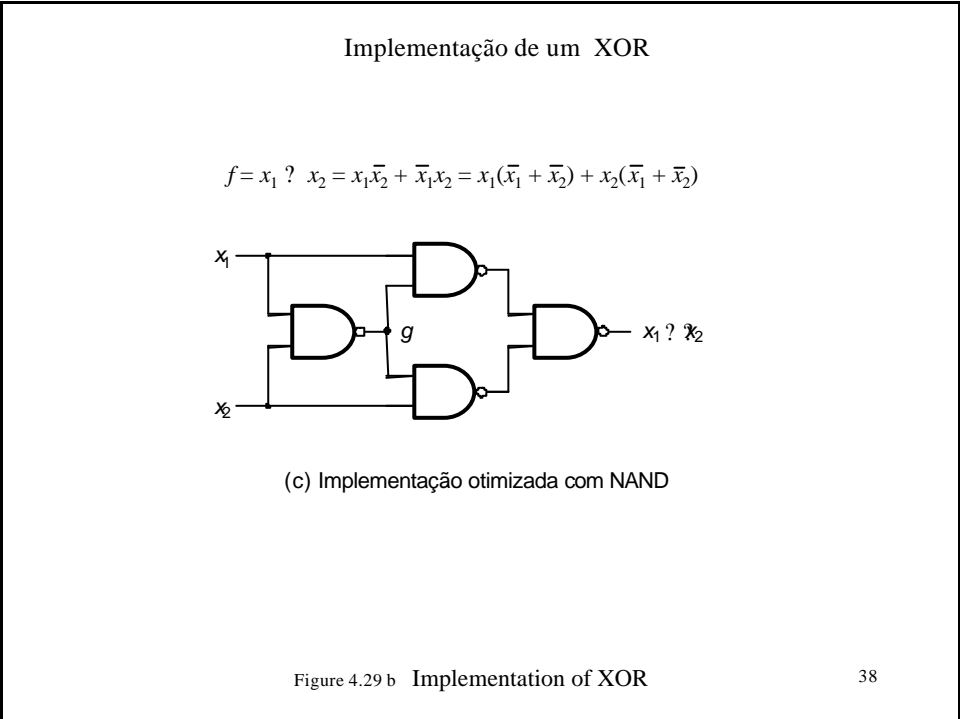 Implementação de um XOR
f = x₁ ? x₂ = x₁x̅₂ + x̅₁x₂ = x₁(x̅₁ + x̅₂) + x₂(x̅₁ + x̅₂)
x₁
g
x₁ ? ?x₂
x₂
(c) Implementação otimizada com NAND
Figure 4.29 b Implementation of XOR
38